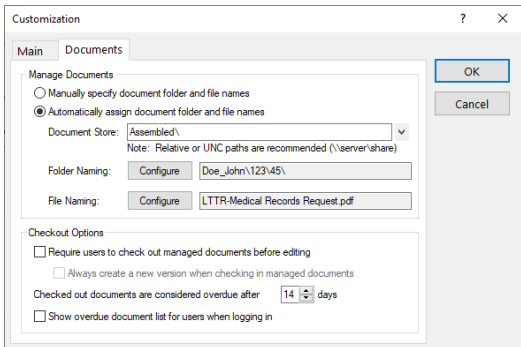 Customization
? ×
Main Documents
OK
Cancel
Manage Documents
Manually specify document folder and file names
Automatically assign document folder and file names
Document Store: Assembled\
Note: Relative or UNC paths are recommended (\\server\share)
Folder Naming: Configure Doe_John\123\45\
File Naming: Configure LTTR-Medical Records Request.pdf
Checkout Options
Require users to check out managed documents before editing
Always create a new version when checking in managed documents
Checked out documents are considered overdue after 14 days
Show overdue document list for users when logging in